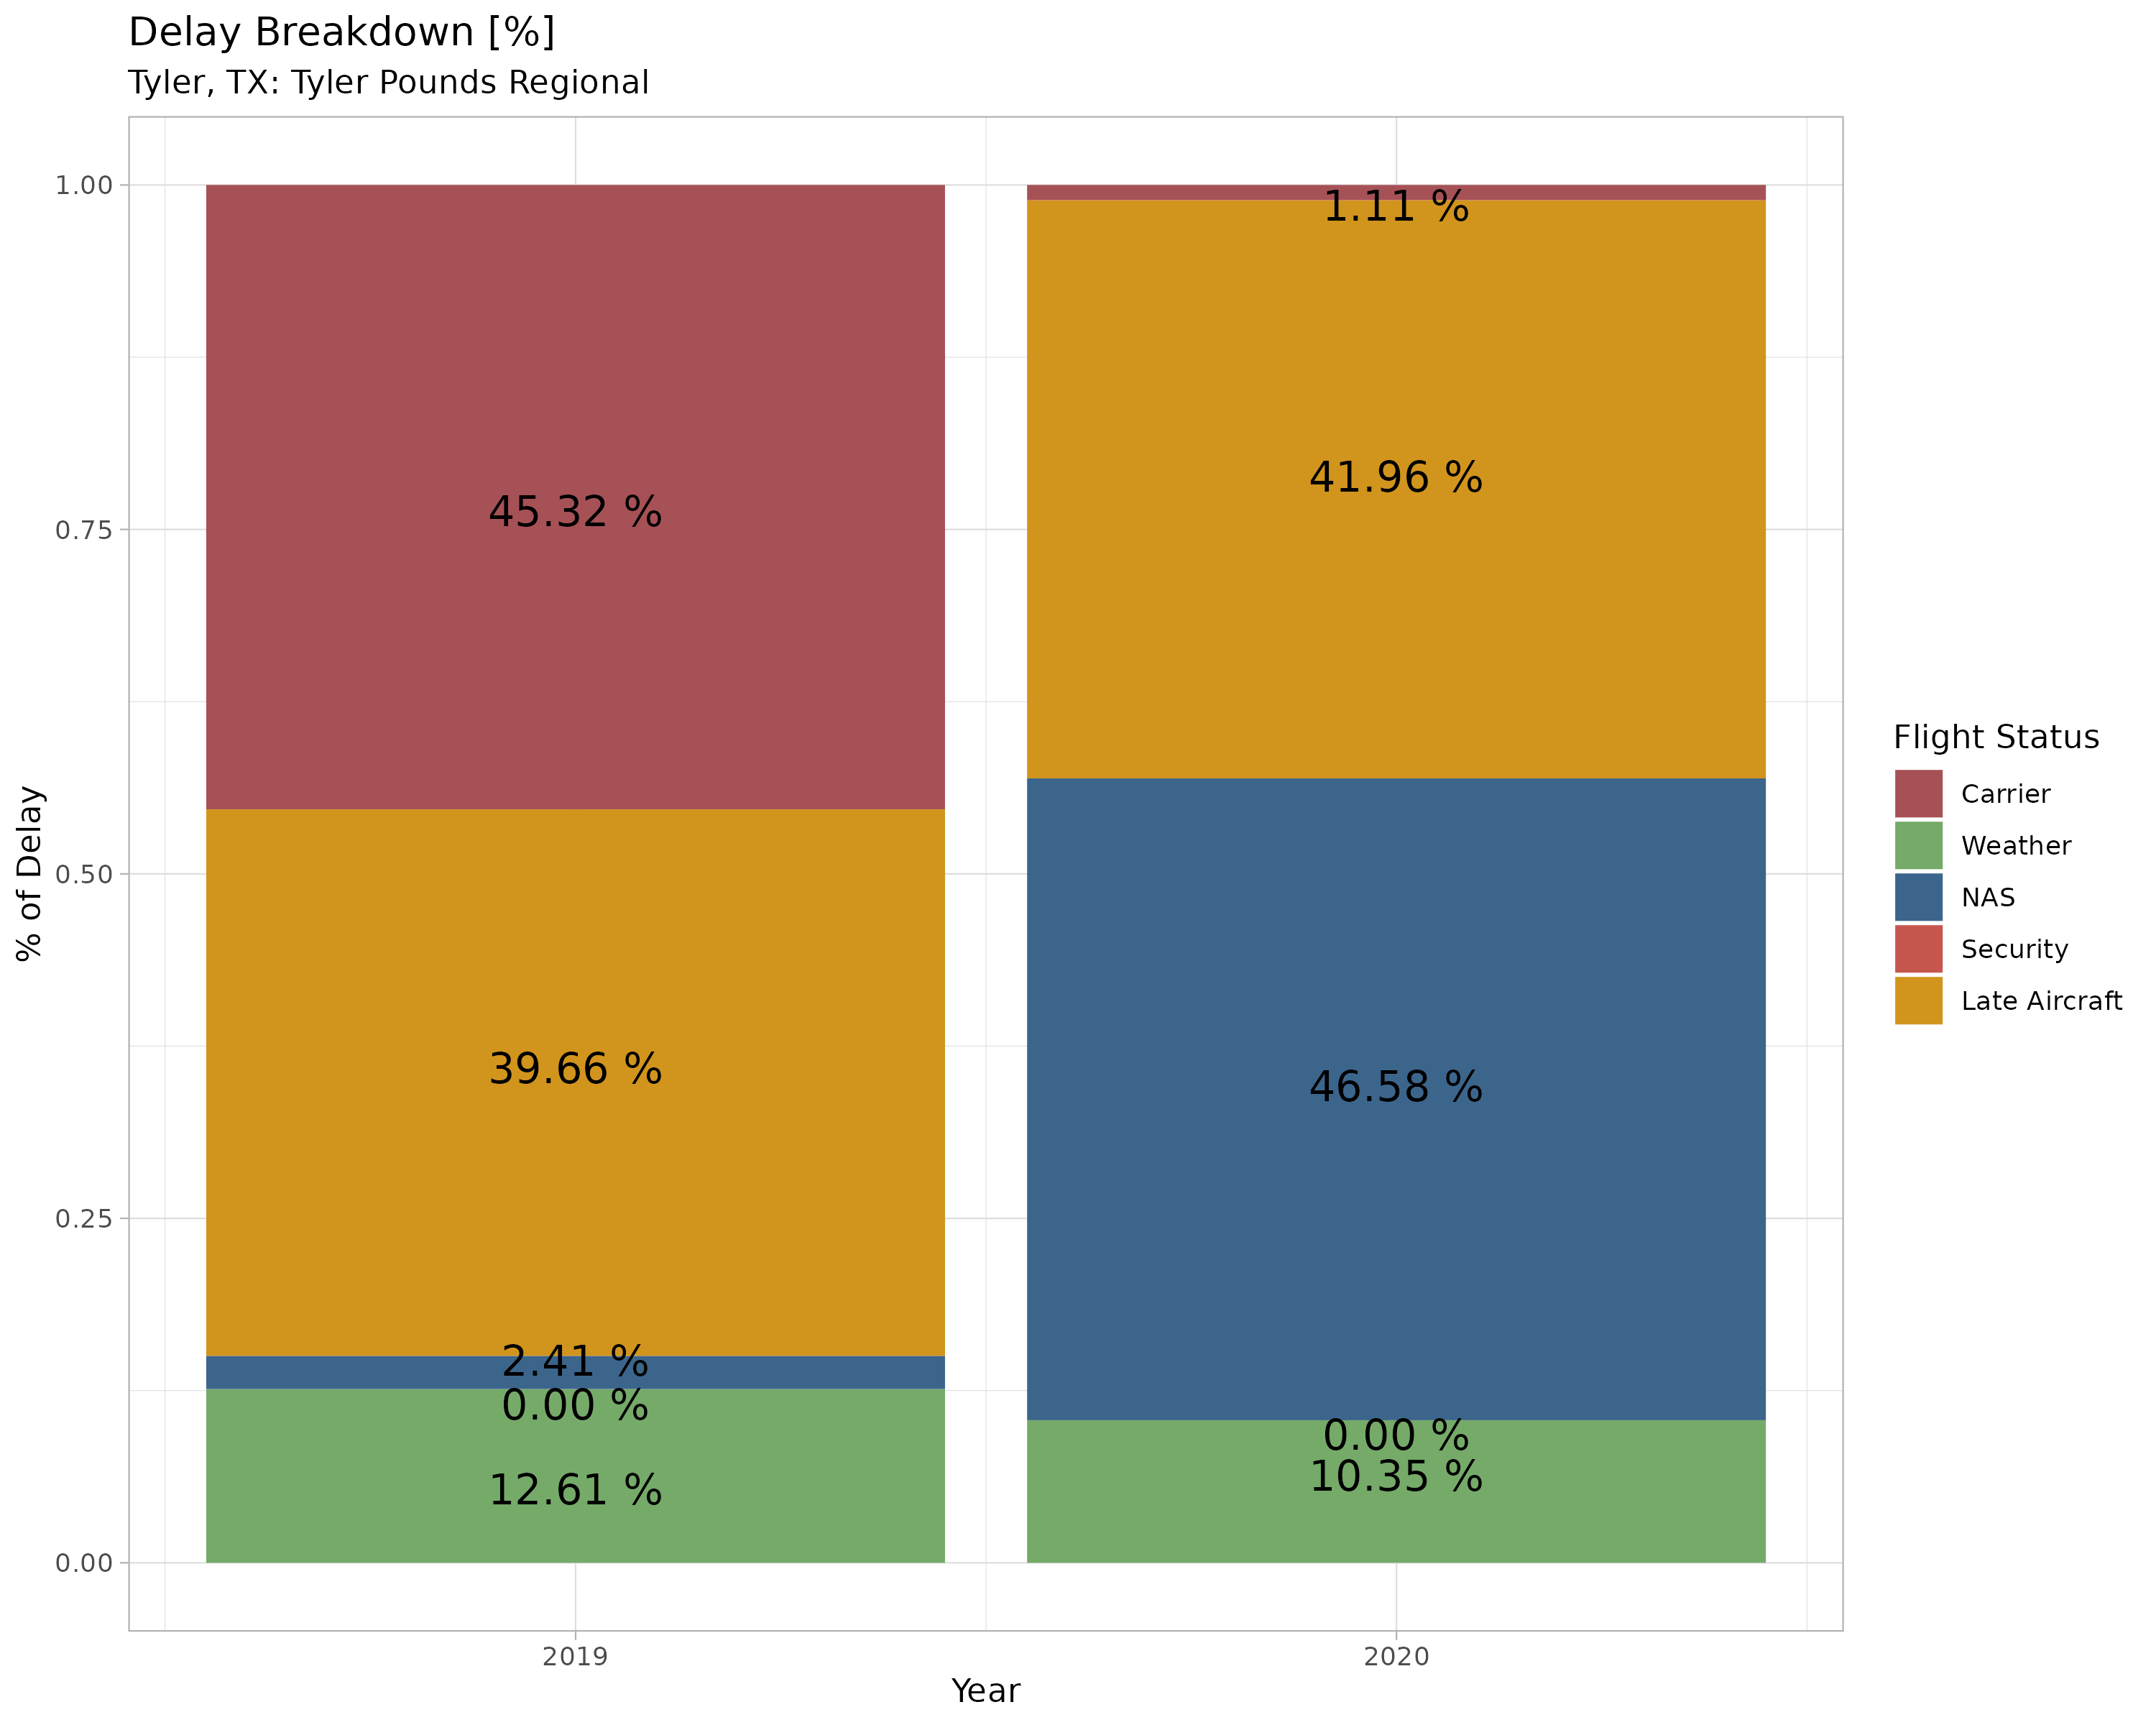 Delay Breakdown [%]
Tyler, TX: Tyler Pounds Regional
% of Delay
1.00
0.75
0.50
0.25
0.00
45.32 %
39.66 %
2.41 %
0.00 %
12.61 %
1.11 %
41.96 %
46.58 %
0.00 %
10.35 %
2019
2020
Year
Flight Status
Carrier
Weather
NAS
Security
Late Aircraft